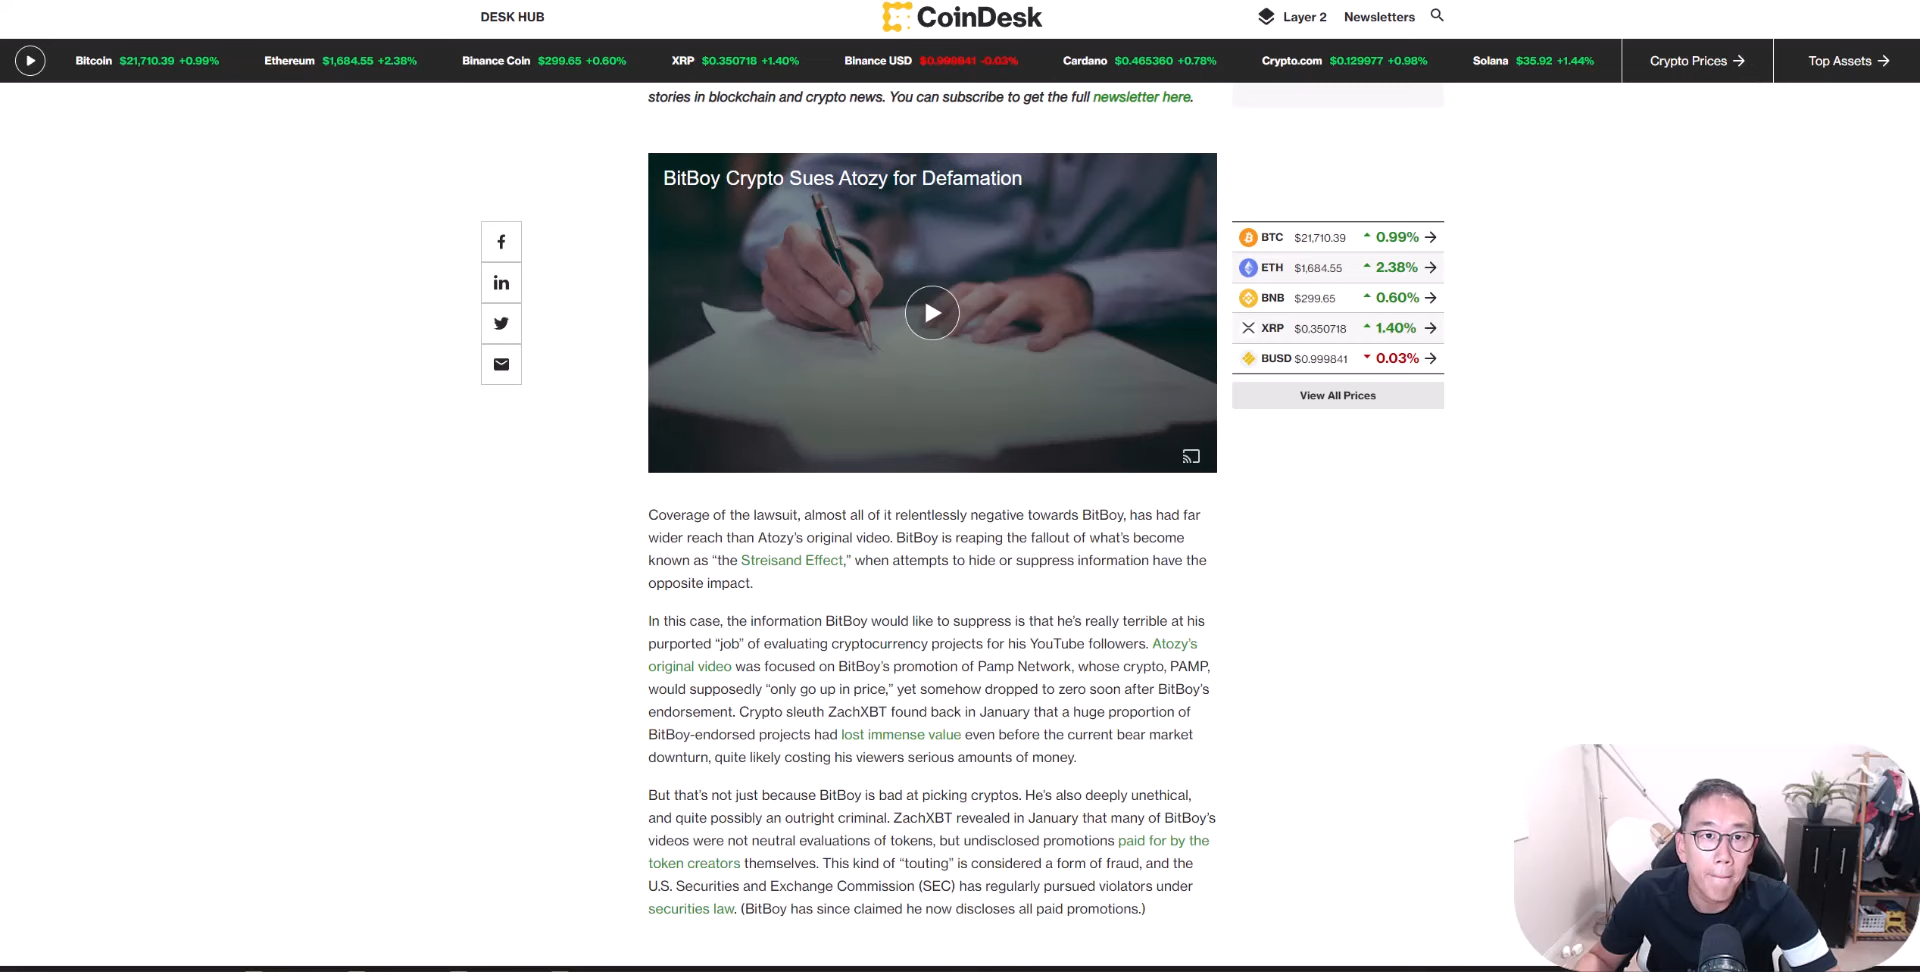 DESK HUB
CoinDesk
Layer 2 Newsletters
Bitcoin $21,710.39 +0.99% Ethereum $1,684.55 +2.38% Binance Coin $299.65 +0.60% XRP $0.350718 +1.40% Binance USD $0.999841 -0.03% Cardano $0.465360 +0.78% Crypto.com $0.129977 +0.98% Solana $35.92 +1.44% Crypto Prices → Top Assets →
stories in blockchain and crypto news. You can subscribe to get the full newsletter here.
BitBoy Crypto Sues Atozy for Defamation
BTC $21,710.39 0.99% →
ETH $1,684.55 2.38% →
BNB $299.65 0.60% →
XRP $0.350718 1.40% →
BUSD $0.999841 0.03% →
View All Prices
Coverage of the lawsuit, almost all of it relentlessly negative towards BitBoy, has had far
wider reach than Atozy’s original video. BitBoy is reaping the fallout of what’s become
known as “the Streisand Effect,” when attempts to hide or suppress information have the
opposite impact.
In this case, the information BitBoy would like to suppress is that he’s really terrible at his
purported “job” of evaluating cryptocurrency projects for his YouTube followers. Atozy’s
original video was focused on BitBoy’s promotion of Pamp Network, whose crypto, PAMP,
would supposedly “only go up in price,” yet somehow dropped to zero soon after BitBoy’s
endorsement. Crypto sleuth ZachXBT found back in January that a huge proportion of
BitBoy-endorsed projects had lost immense value even before the current bear market
downturn, quite likely costing his viewers serious amounts of money.
But that’s not just because BitBoy is bad at picking cryptos. He’s also deeply unethical,
and quite possibly an outright criminal. ZachXBT revealed in January that many of BitBoy’s
videos were not neutral evaluations of tokens, but undisclosed promotions paid for by the
token creators themselves. This kind of “touting” is considered a form of fraud, and the
U.S. Securities and Exchange Commission (SEC) has regularly pursued violators under
securities law. (BitBoy has since claimed he now discloses all paid promotions.)